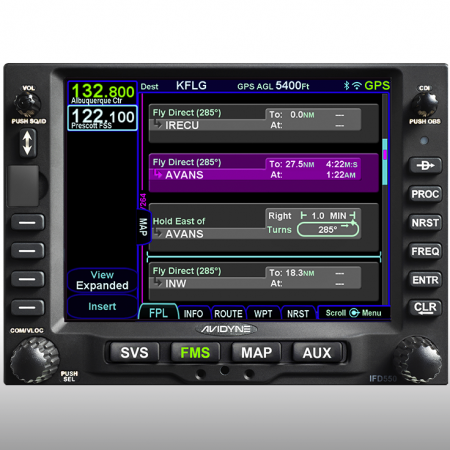 VOL
PUSH SQ/ID
132.800
Albuquerque Ctr
122.100
Prescott FSS
Dest KFLG GPS AGL 5400Ft GPS
CDI
PUSH OBS
Fly Direct (285°) To: 0.0NM —
IRECU At: —
Fly Direct (285°) To: 27.5NM 4:22M:S
AVANS At: 1:22AM
264
MAP
Hold East of Right 1.0 MIN
AVANS Turns 285°
Fly Direct (285°) To: 18.3NM —
INW At: —
View
Expanded
Insert
FPL INFO ROUTE WPT NRST Scroll Menu
D
PROC
NRST
FREQ
ENTR
CLR
COM/VLOC
PUSH
SEL
AVIDYNE
SVS FMS MAP AUX
PUSH
IFD550